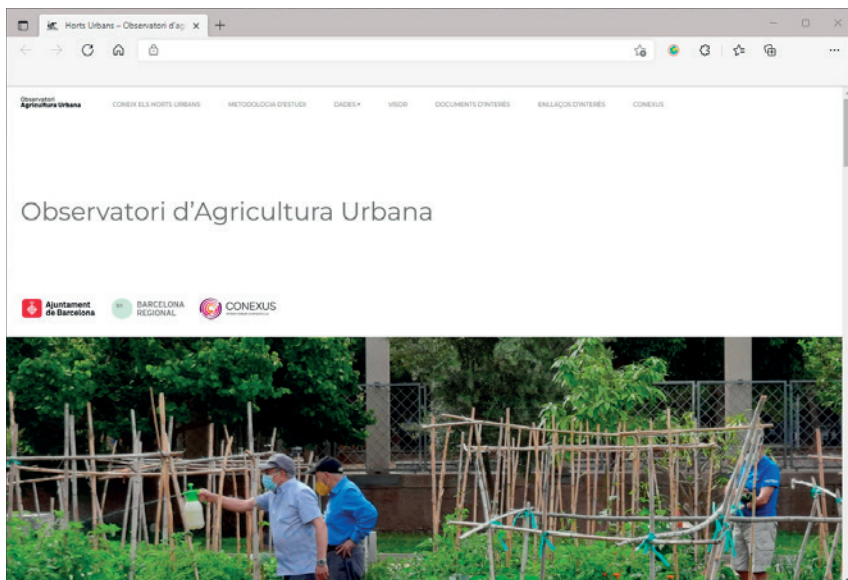 Horts Urbans – Observatori d'ag
Observatori
Agricultura Urbana
CONEIX ELS HORTS URBANS
METODOLOGIA D'ESTUDI
DADES
VISOR
DOCUMENTS D'INTERÈS
ENLLAÇOS D'INTERÈS
CONEXUS
Observatori d'Agricultura Urbana
Ajuntament
de Barcelona
BARCELONA
REGIONAL
CONEXUS